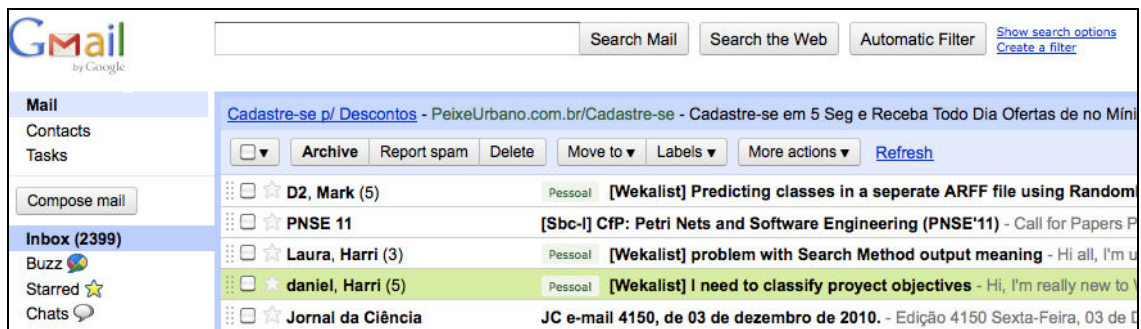 Gmail
by Google
Search Mail Search the Web Automatic Filter Show search options
Create a filter
Mail
Contacts
Tasks
Compose mail
Inbox (2399)
Buzz
Starred
Chats
Cadastre-se p/ Descontos - PeixeUrbano.com.br/Cadastre-se - Cadastre-se em 5 Seg e Receba Todo Dia Ofertas de no
Archive Report spam Delete Move to Labels More actions Refresh
D2, Mark (5) Pessoal [Wekalist] Predicting classes in a seperate ARFF file using
PNSE 11 [Sbc-l] CfP: Petri Nets and Software Engineering (PNSE'11) - Call for Papers
Laura, Harri (3) Pessoal [Wekalist] problem with Search Method output meaning - Hi all, I'm
daniel, Harri (5) Pessoal [Wekalist] I need to classify proyect objectives - Hi, I'm really new to
Jornal da Ciência JC e-mail 4150, de 03 de dezembro de 2010. - Edição 4150 Sexta-Feira, 03 de